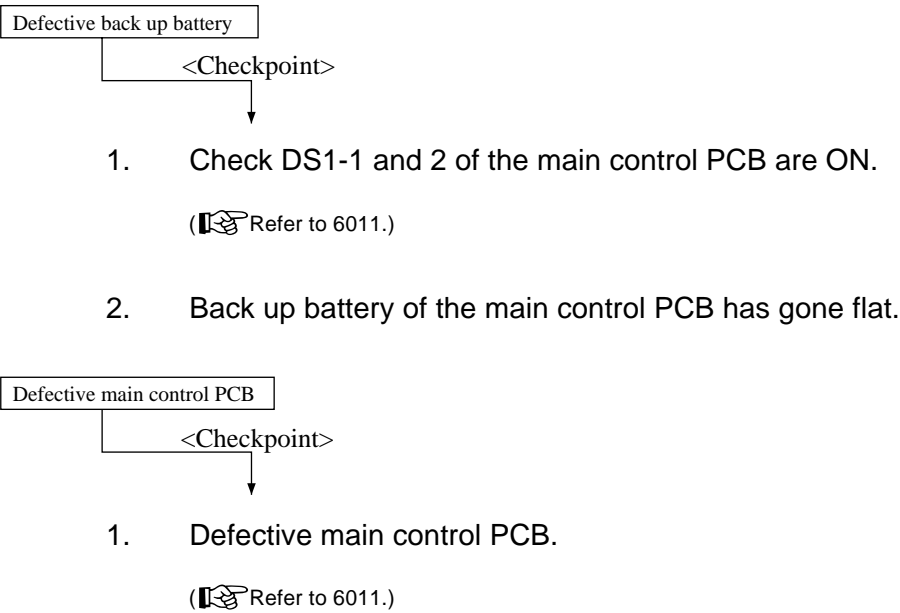 Defective back up battery
<Checkpoint>
1. Check DS1-1 and 2 of the main control PCB are ON.
(☞Refer to 6011.)
2. Back up battery of the main control PCB has gone flat.
Defective main control PCB
<Checkpoint>
1. Defective main control PCB.
(☞Refer to 6011.)